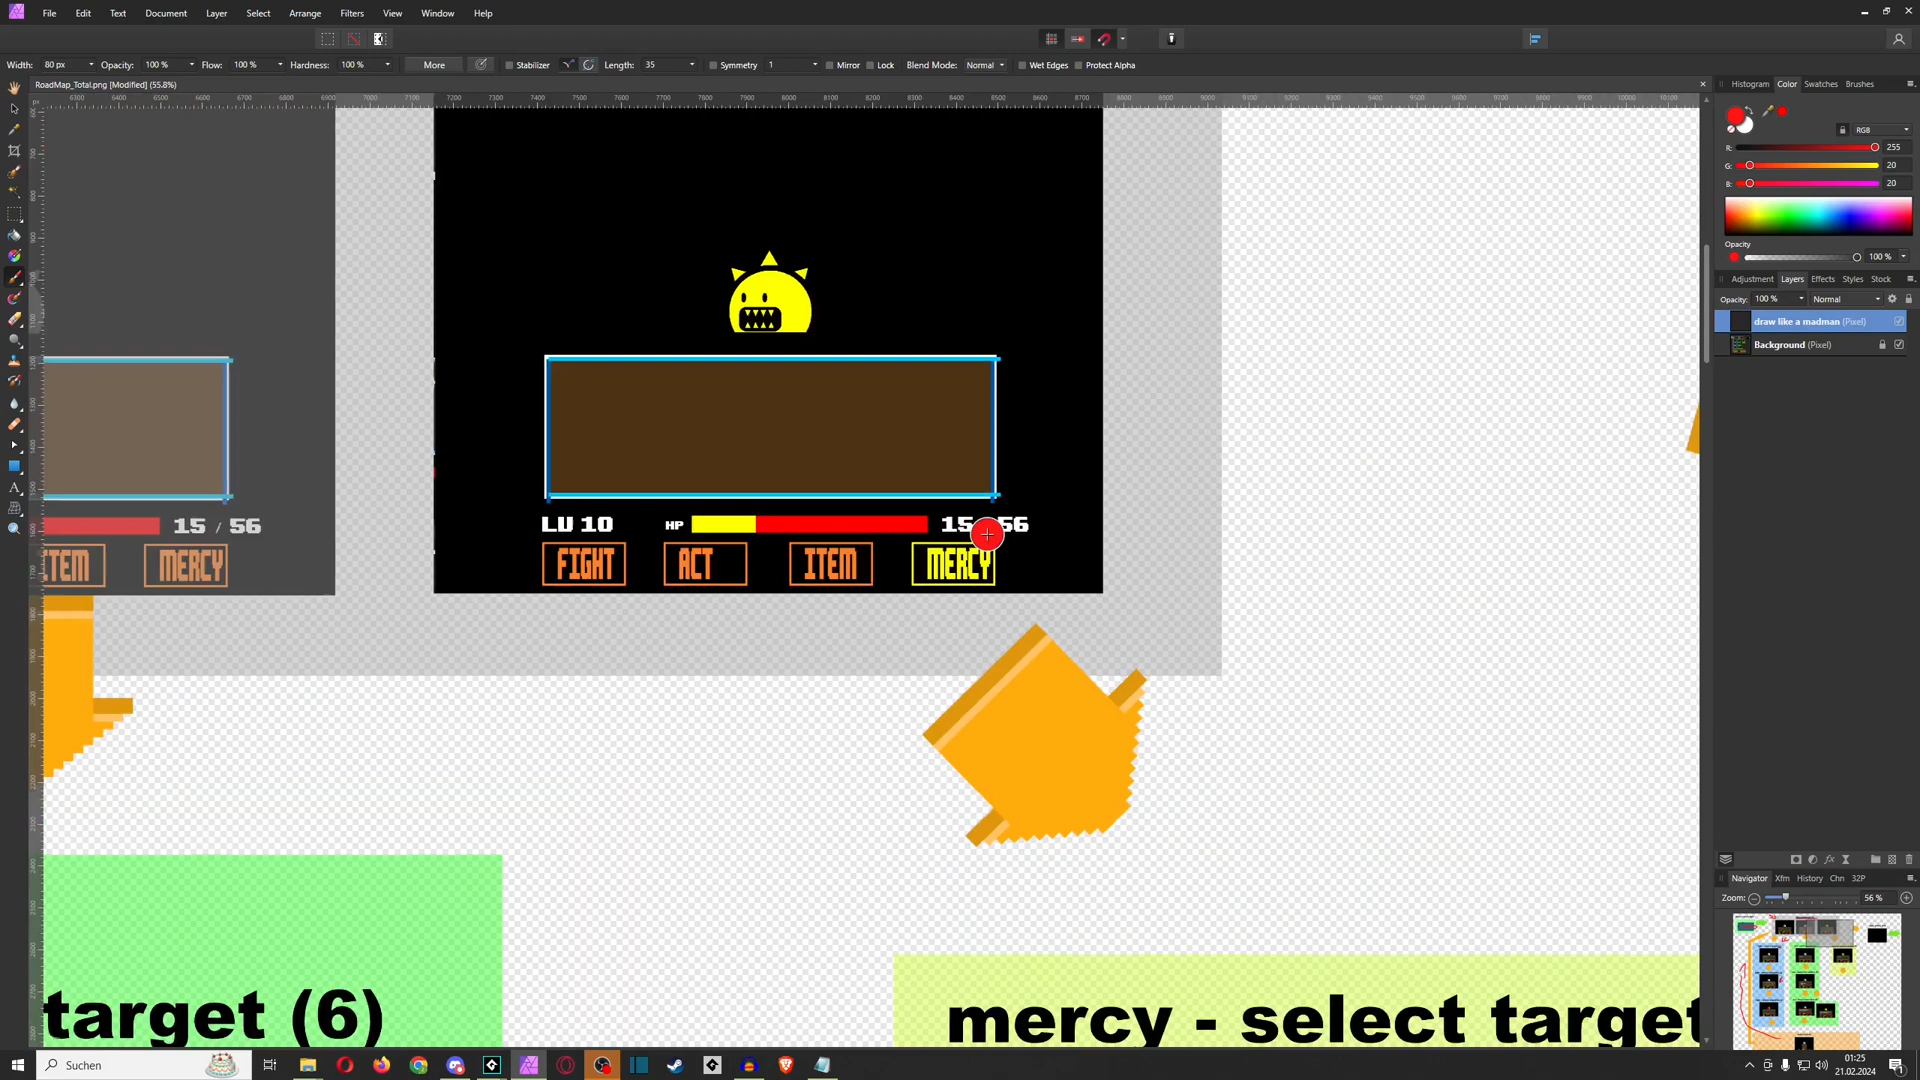 File Edit Text Document Layer Select Arrange Filters View Window Help
Width: 80 px Opacity: 100 % Flow: 100 % Hardness: 100 % More Stabilizer Length: 35 Symmetry 1 Mirror Lock Blend Mode: Normal Wet Edges Protect Alpha
RoadMap_Total.png [Modified] (55.8%)
Histogram Color Swatches Brushes
RGB
R: 255
G: 20
B: 20
Opacity
100 %
Adjustment Layers Effects Styles Stock
Opacity: 100 % Normal
draw like a madman (Pixel)
Background (Pixel)
15 / 56
ITEM MERCY
LV 10 HP 15 56
FIGHT ACT ITEM MERCY
target (6)
mercy - select target
Navigator Xfm History Chn 32P
Zoom: 56 %
Suchen
01:25
21.02.2024